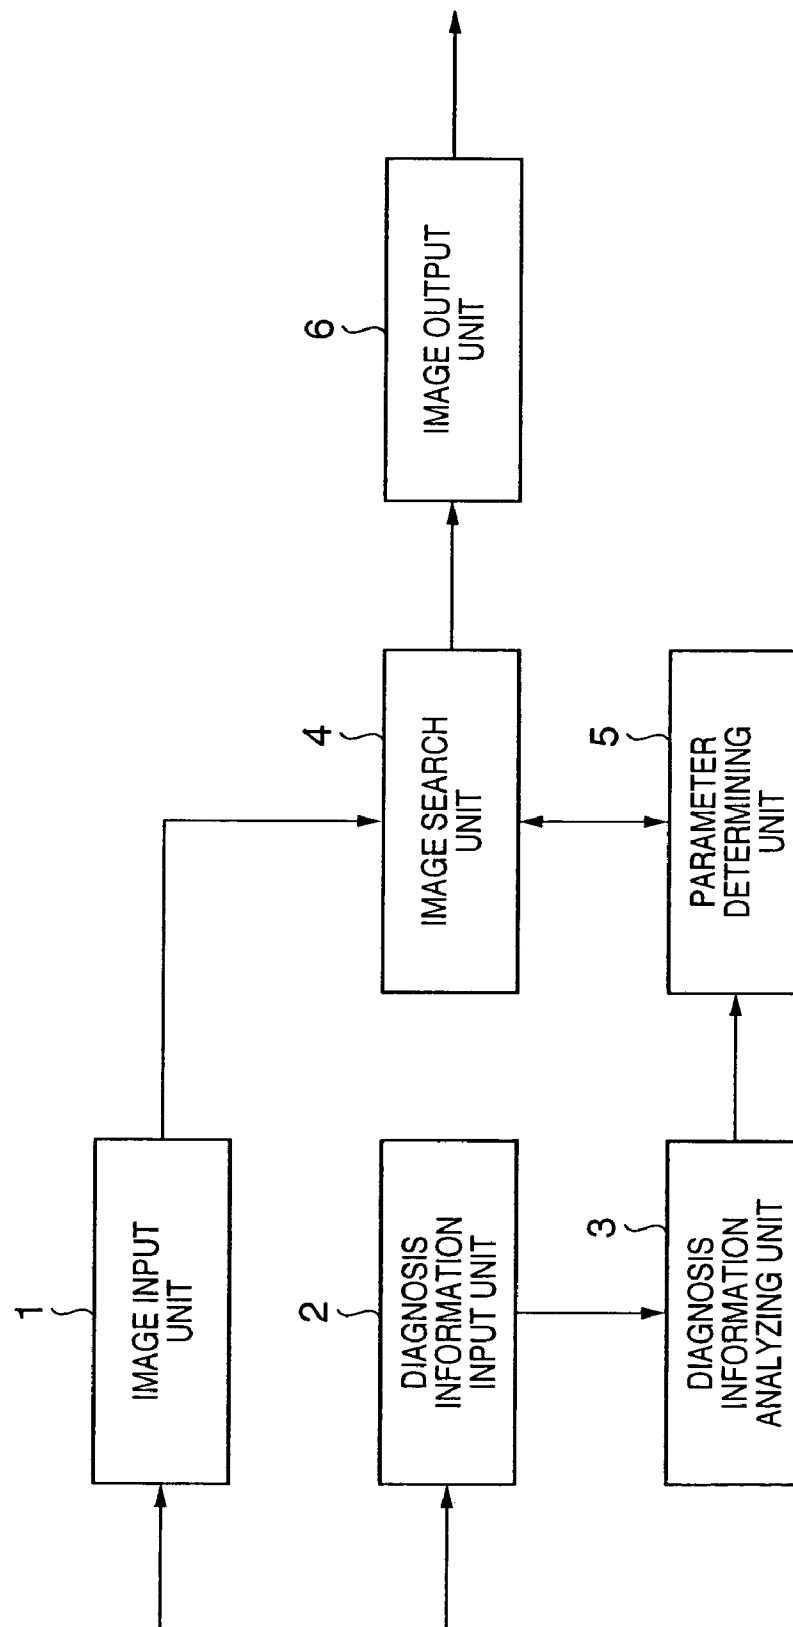 1
IMAGE INPUT
UNIT
2
DIAGNOSIS
INFORMATION
INPUT UNIT
3
DIAGNOSIS
INFORMATION
ANALYZING UNIT
4
IMAGE SEARCH
UNIT
5
PARAMETER
DETERMINING
UNIT
6
IMAGE OUTPUT
UNIT